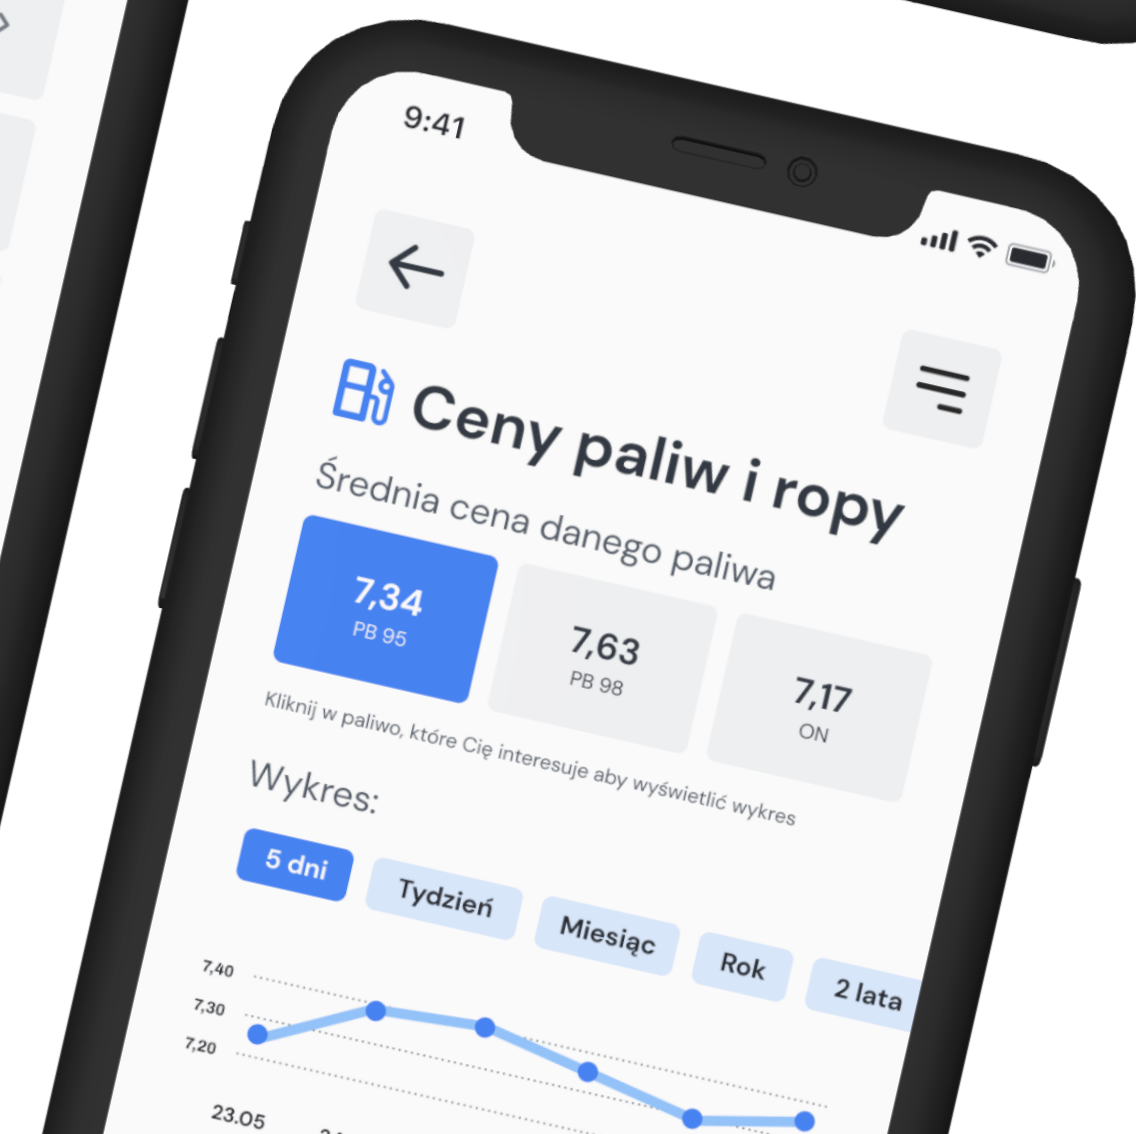 9:41
Ceny paliw i ropy
Średnia cena danego paliwa
7,34
PB 95
7,63
PB 98
7,17
ON
Kliknij w paliwo, które Cię interesuje aby wyświetlić wykres
Wykres:
5 dni
Tydzień
Miesiąc
Rok
2 lata
7,40
7,30
7,20
23.05